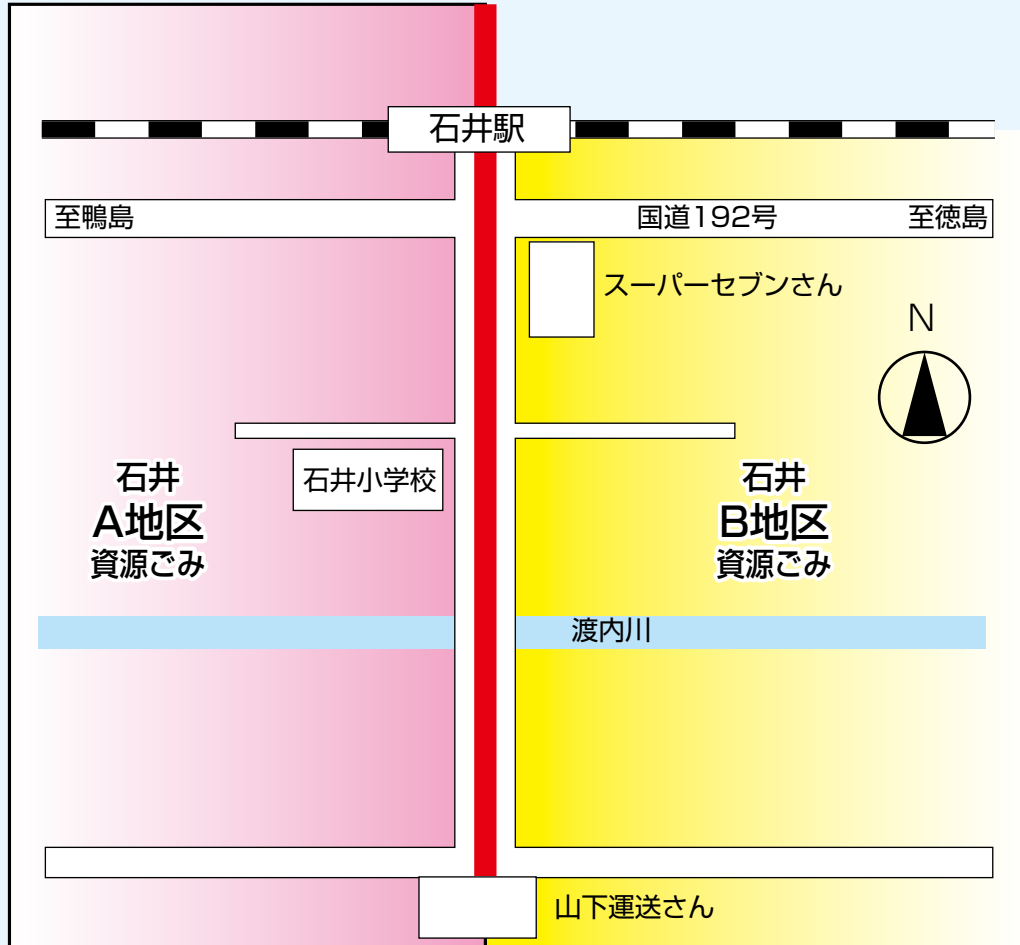 石井駅
至鴨島
国道192号
至徳島
スーパーセブンさん
N
石井小学校
石井
A地区
資源ごみ
石井
B地区
資源ごみ
渡内川
山下運送さん